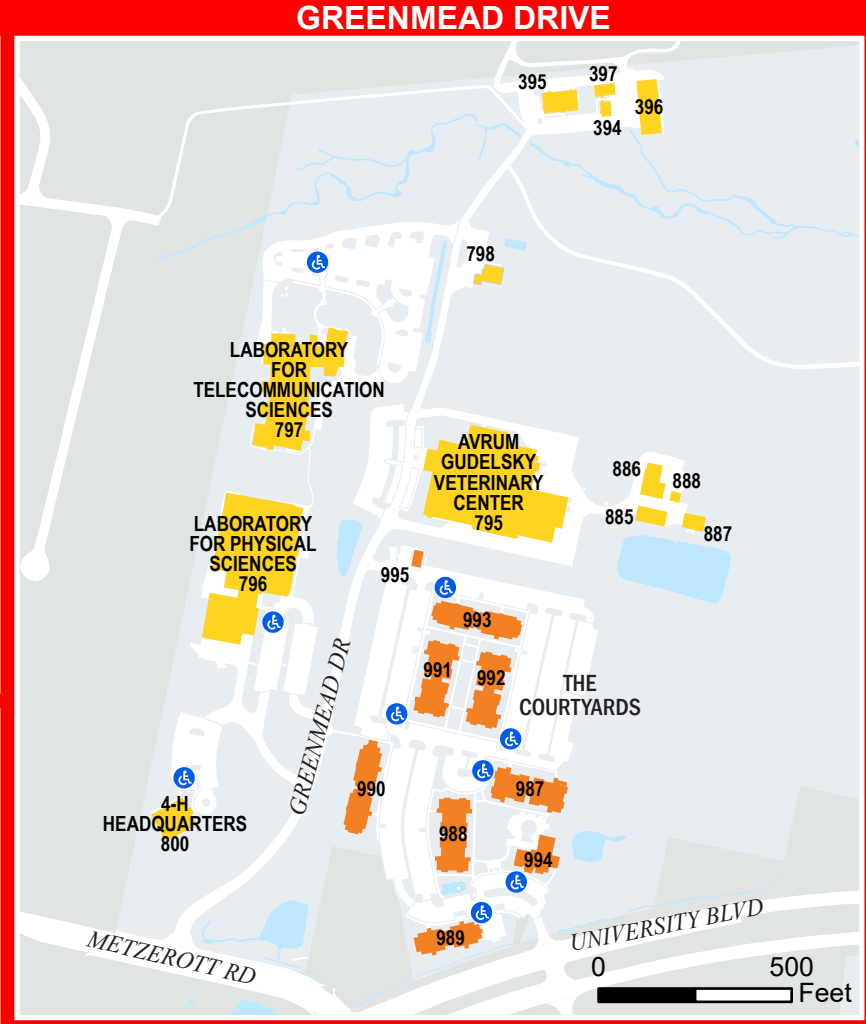 GREENMEAD DRIVE
395
397
396
394
798
LABORATORY
FOR
TELECOMMUNICATION
SCIENCES
797
AVRUM
GUDELSKY
VETERINARY
CENTER
795
886
888
885
887
LABORATORY
FOR PHYSICAL
SCIENCES
796
995
993
991
992
THE
COURTYARDS
GREENMEAD DR
990
987
4-H
HEADQUARTERS
800
988
994
989
METZEROTT RD
UNIVERSITY BLVD
0 500
Feet